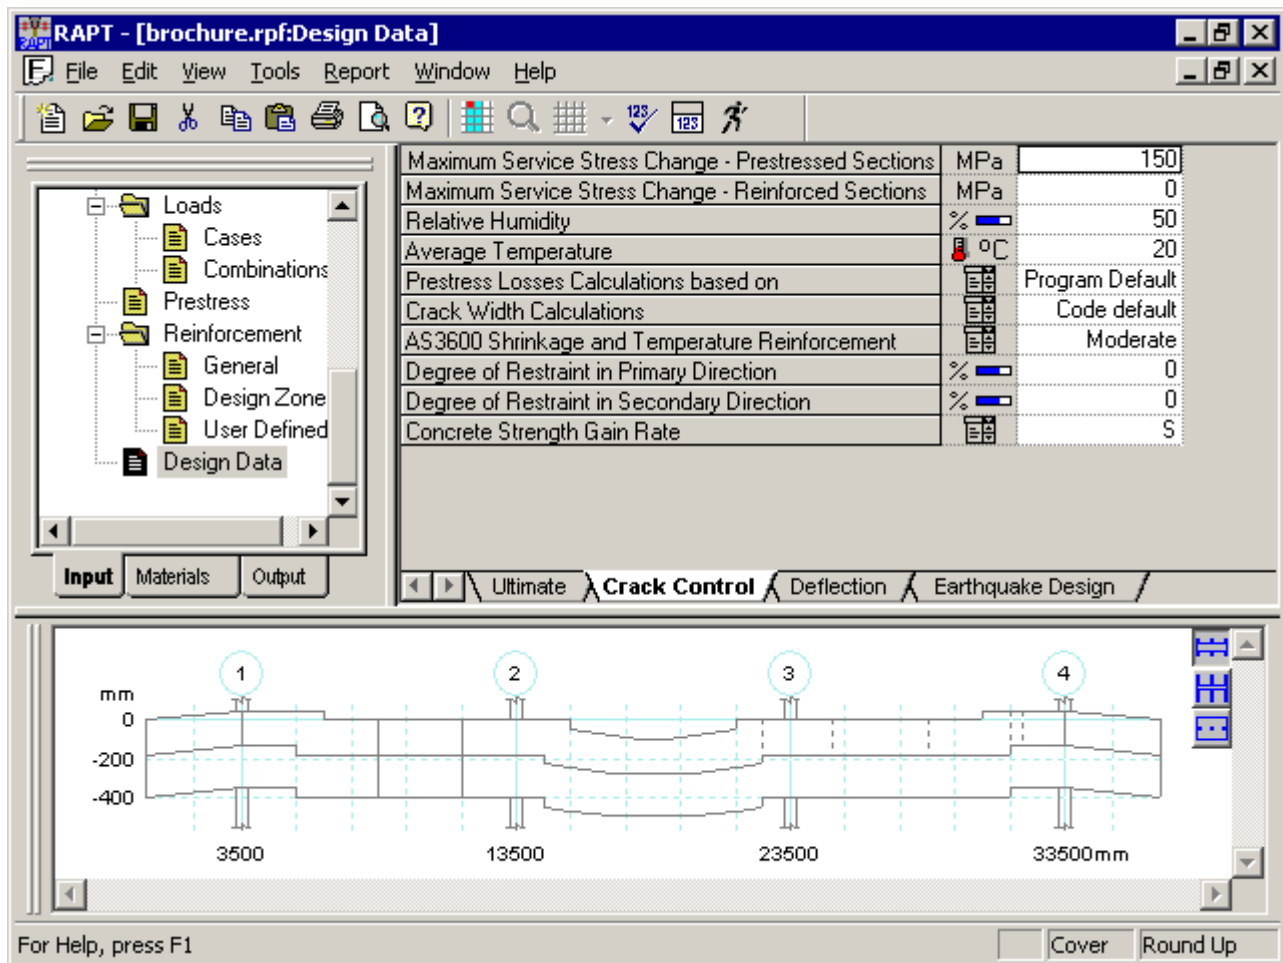 RAPT - [brochure.rpf:Design Data]
File Edit View Tools Report Window Help
Loads
Cases
Combinations
Prestress
Reinforcement
General
Design Zone
User Defined
Design Data
Input Materials Output
Maximum Service Stress Change - Prestressed Sections MPa 150
Maximum Service Stress Change - Reinforced Sections MPa 0
Relative Humidity % 50
Average Temperature ºC 20
Prestress Losses Calculations based on Program Default
Crack Width Calculations Code default
AS3600 Shrinkage and Temperature Reinforcement Moderate
Degree of Restraint in Primary Direction % 0
Degree of Restraint in Secondary Direction % 0
Concrete Strength Gain Rate S
Ultimate Crack Control Deflection Earthquake Design
1 2 3 4
mm
0
-200
-400
3500 13500 23500 33500mm
For Help, press F1 Cover Round Up